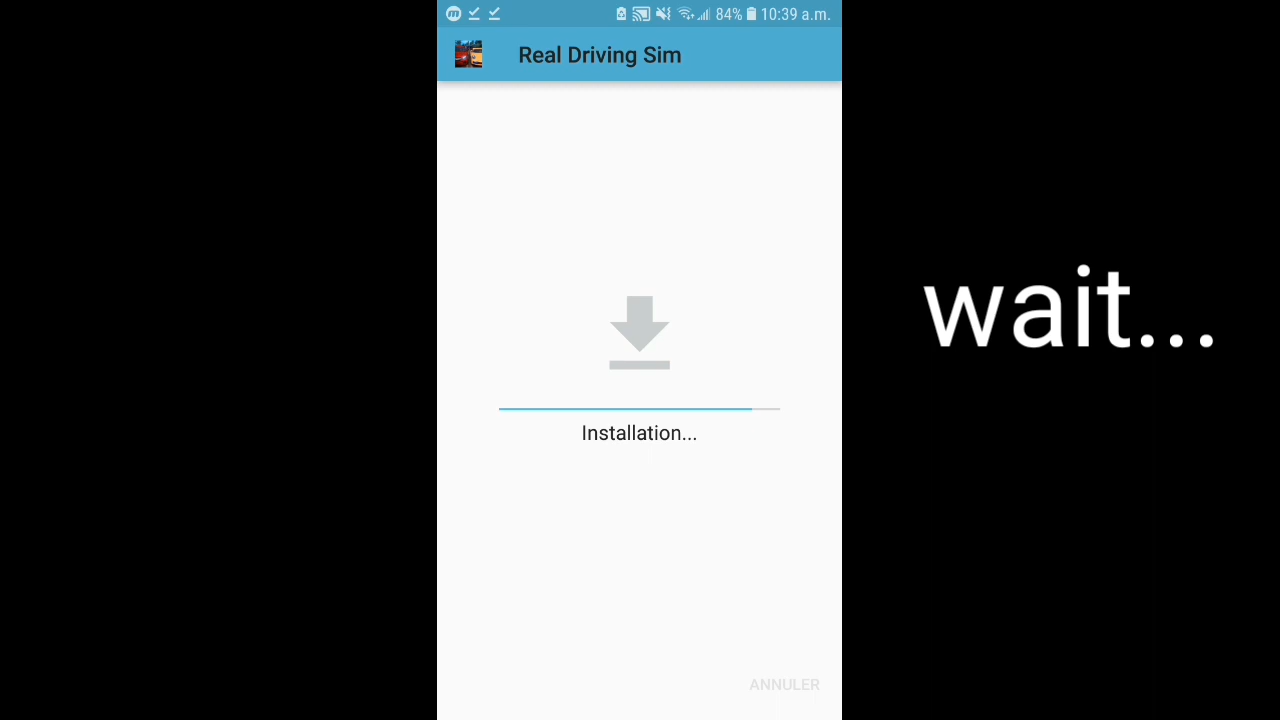 84% 10:39 a.m.
Real Driving Sim
wait...
Installation...
ANNULER